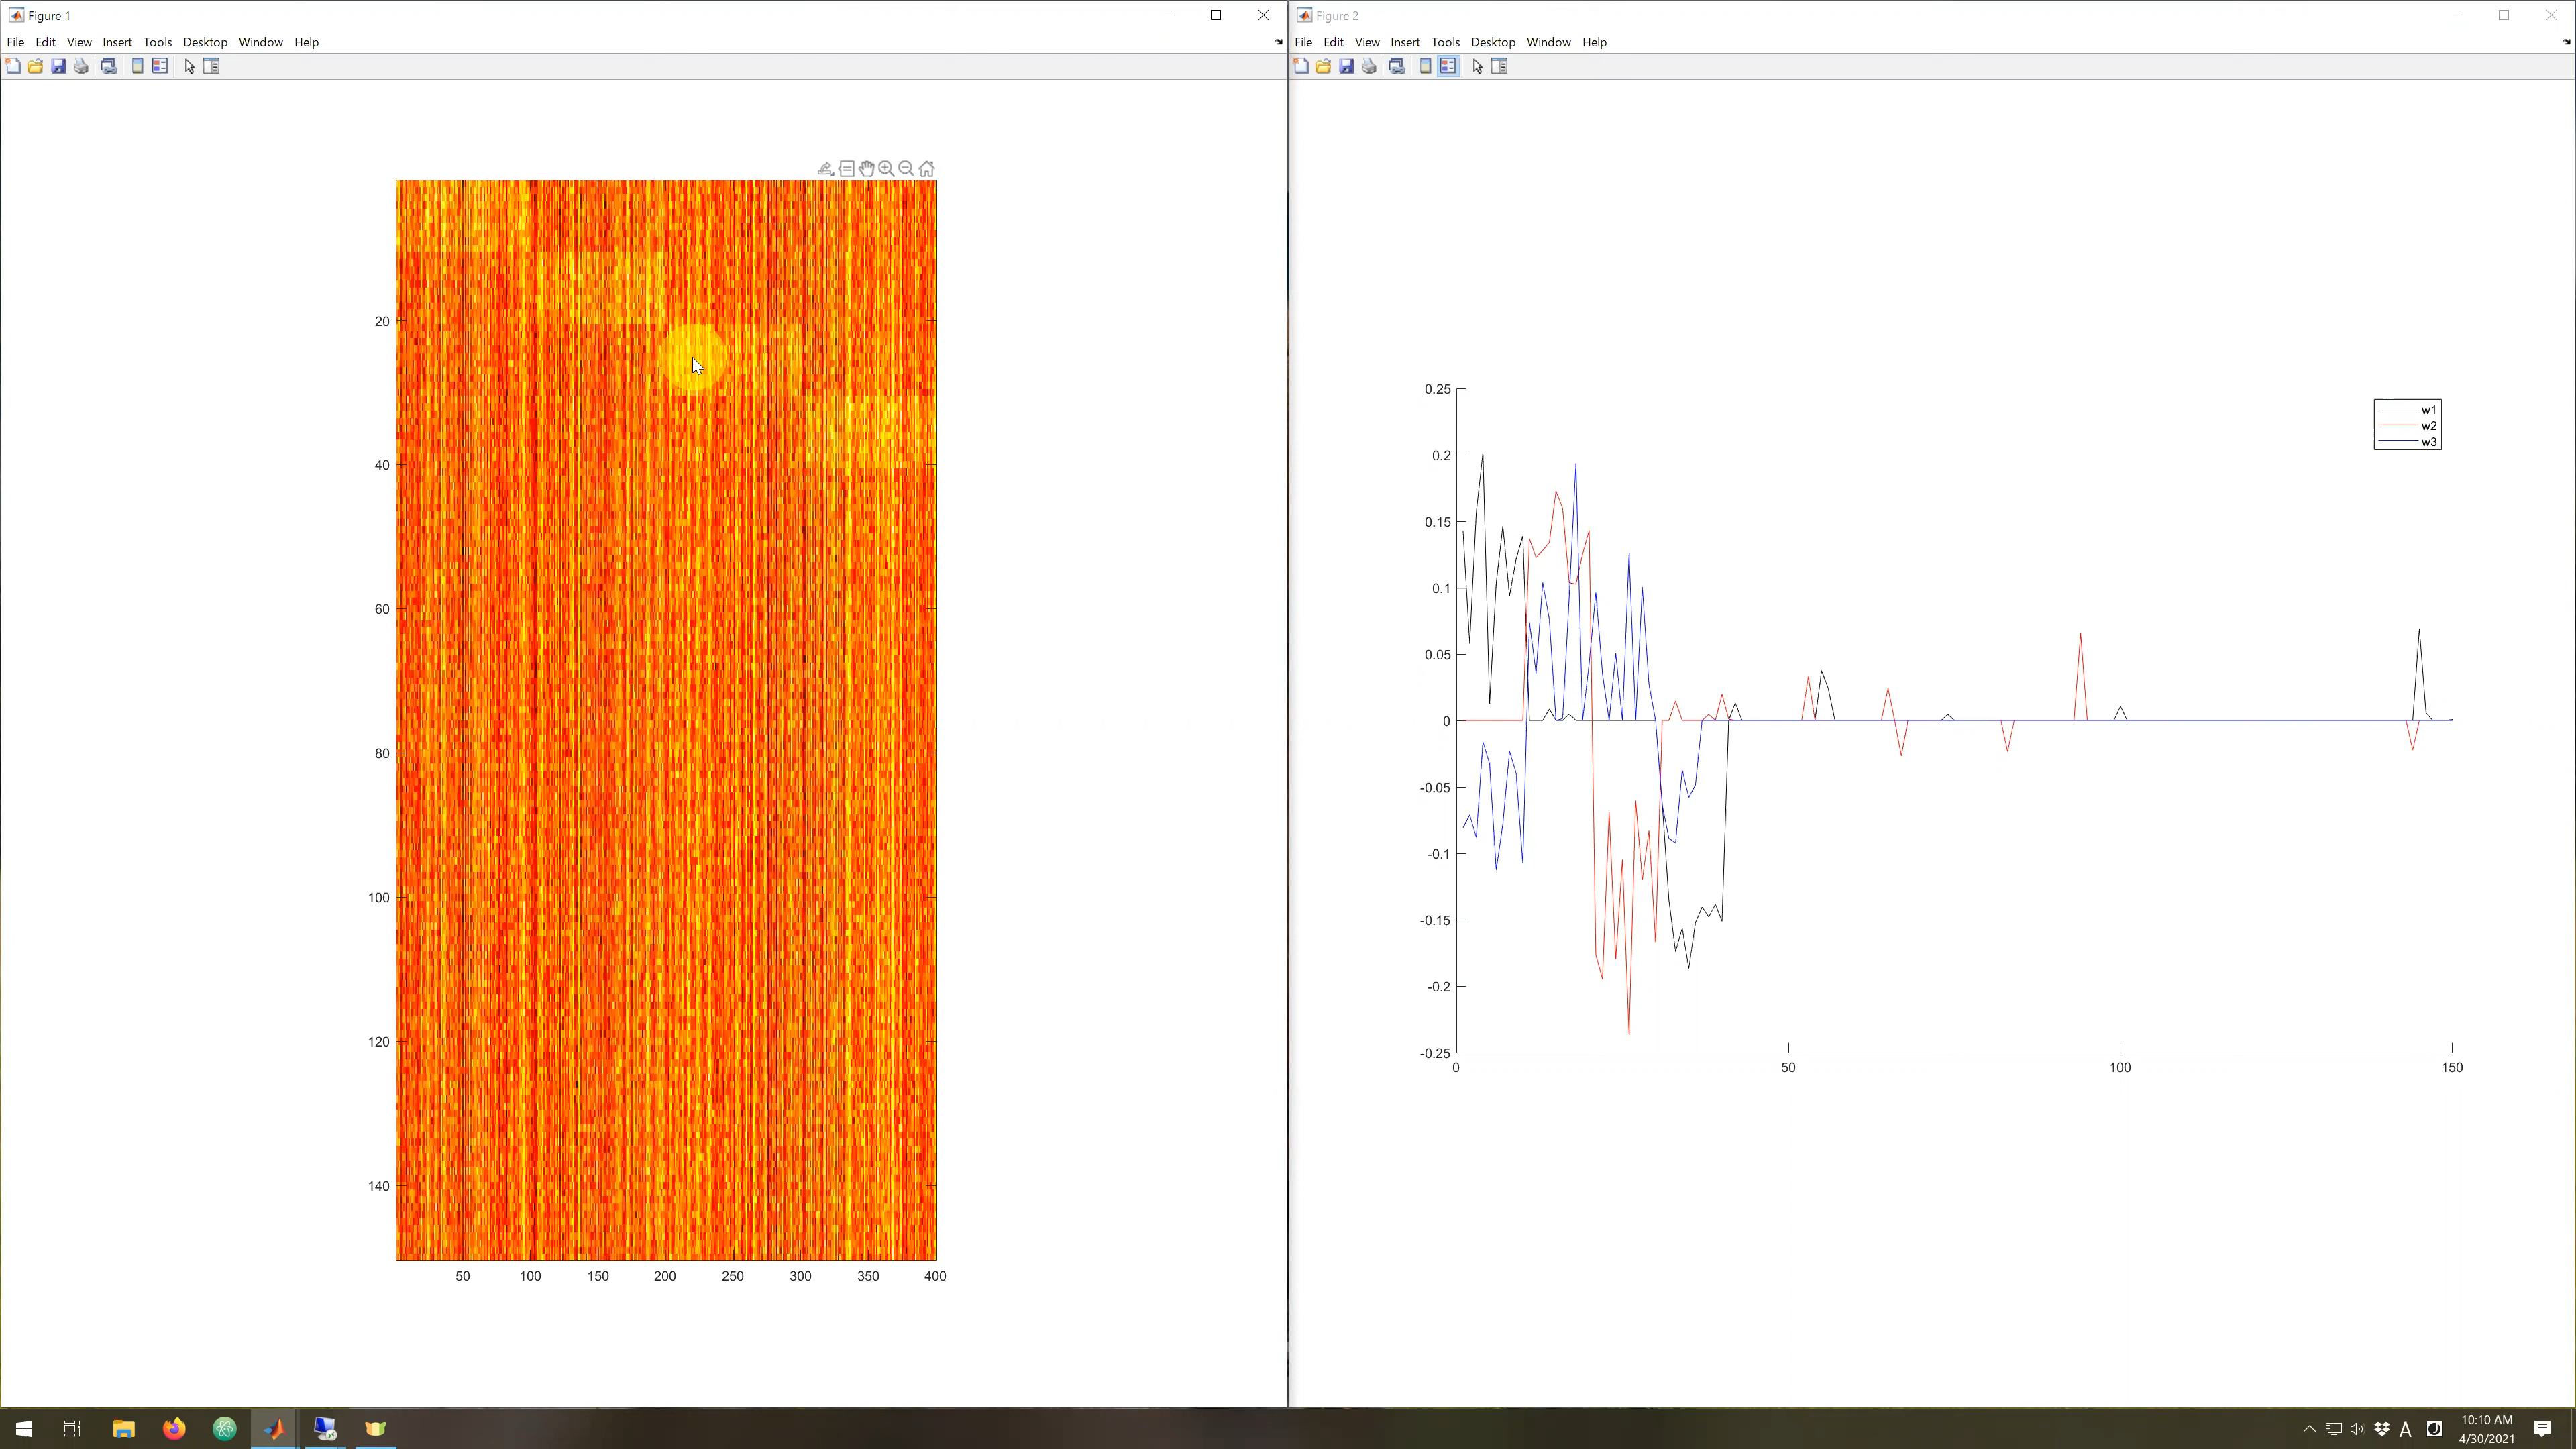 Figure 1
File Edit View Insert Tools Desktop Window Help
20
40
60
80
100
120
140
50 100 150 200 250 300 350 400
Figure 2
File Edit View Insert Tools Desktop Window Help
0.25
0.2
0.15
0.1
0.05
0
-0.05
-0.1
-0.15
-0.2
-0.25
0 50 100 150
w1
w2
w3
A
10:10 AM
4/30/2021